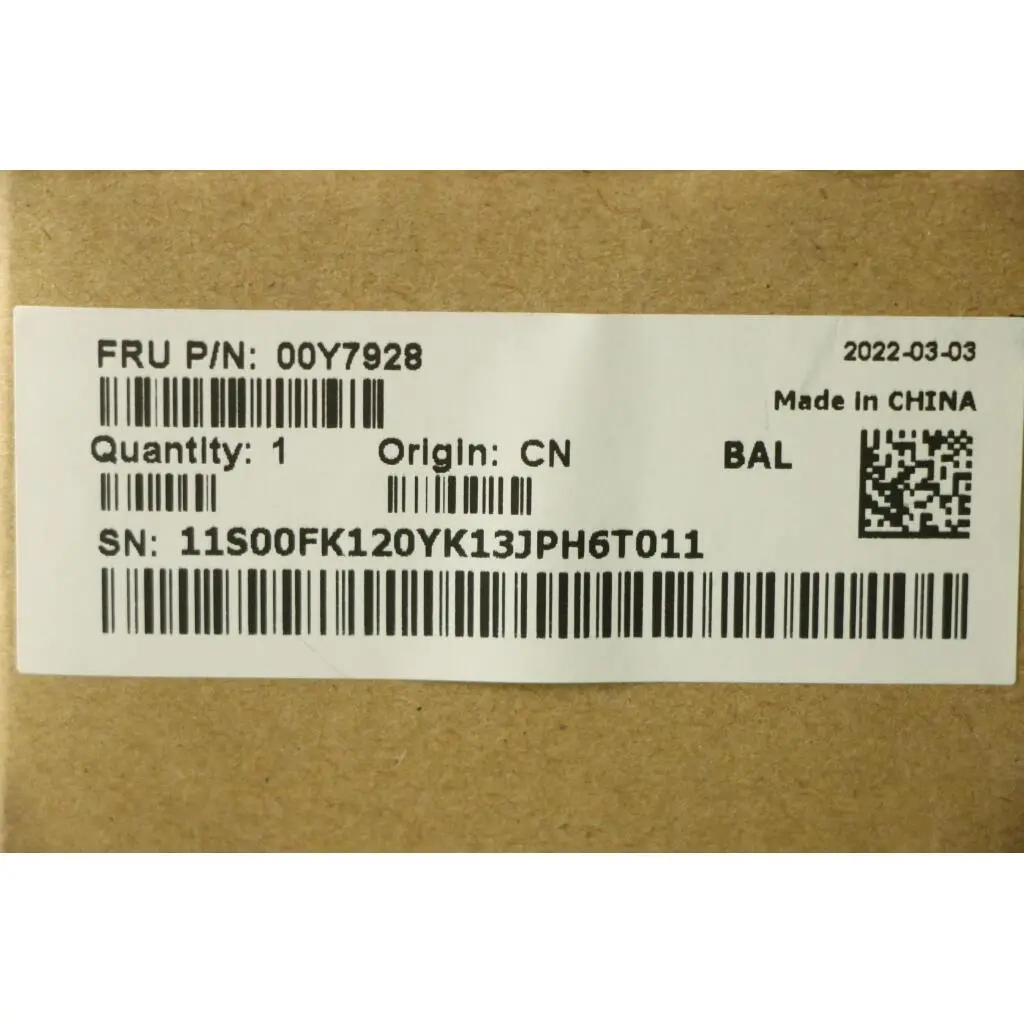 FRU P/N: 00Y7928
2022-03-03
Made in CHINA
Quantity: 1 Origin: CN BAL
SN: 11S00FK120YK13JPH6T011